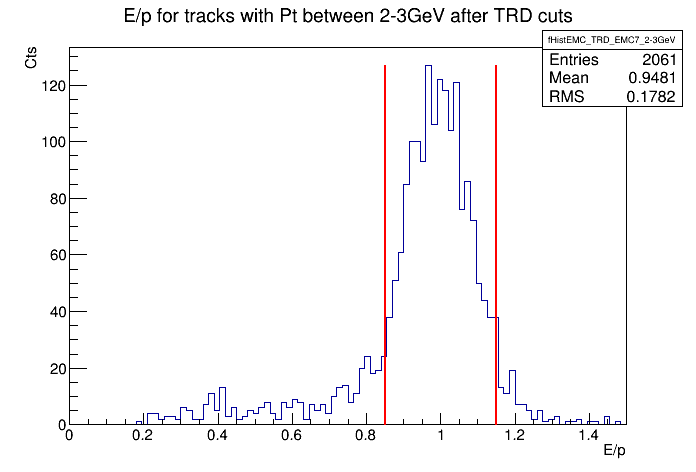 E/p for tracks with Pt between 2-3GeV after TRD cuts
fHistEMC_TRD_EMC7_2-3GeV
Entries 2061
Mean 0.9481
RMS 0.1782
Cts
120
100
80
60
40
20
0
0 0.2 0.4 0.6 0.8 1 1.2 1.4
E/p